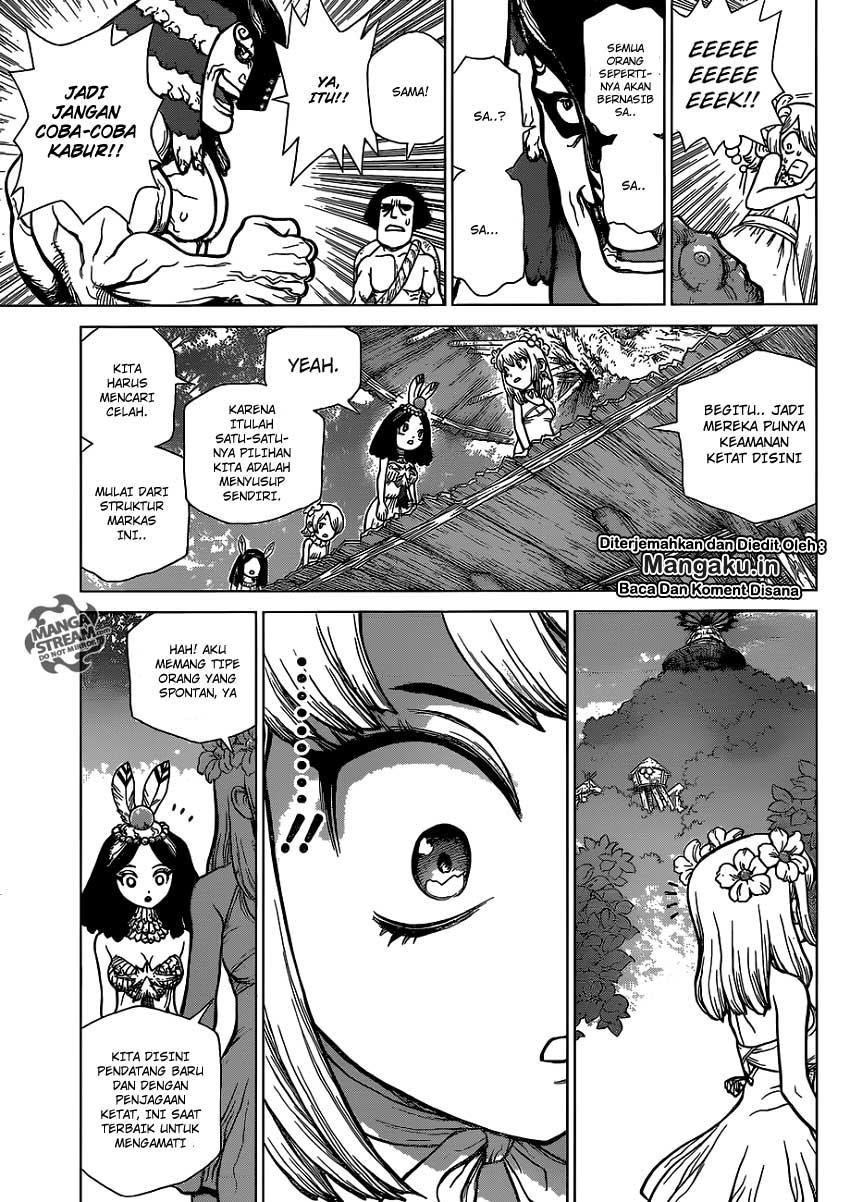 EEEEE
EEEEE
EEEK!!
SEMUA
ORANG
SEPERTI-
NYA AKAN
BERNASIB
SA..
SA..
SA..?
SA...
SAMA!
YA,
ITU!!
JADI
JANGAN
COBA-COBA
KABUR!!
BEGITU.. JADI
MEREKA PUNYA
KEAMANAN
KETAT DISINI
YEAH.
KARENA
ITULAH
SATU-SATU-
NYA PILIHAN
KITA ADALAH
MENYUSUP
SENDIRI.
KITA
HARUS
MENCARI
CELAH.
MULAI DARI
STRUKTUR
MARKAS
INI..
Diterjemahkan dan Diedit Oleh :
Mangaku.in
Baca Dan Koment Disana
MANGA
STREAM.com
DO NOT MIRROR
!!
HAH! AKU
MEMANG TIPE
ORANG YANG
SPONTAN, YA
KITA DISINI
PENDATANG BARU
DAN DENGAN
PENJAGAAN
KETAT, INI SAAT
TERBAIK UNTUK
MENGAMATI